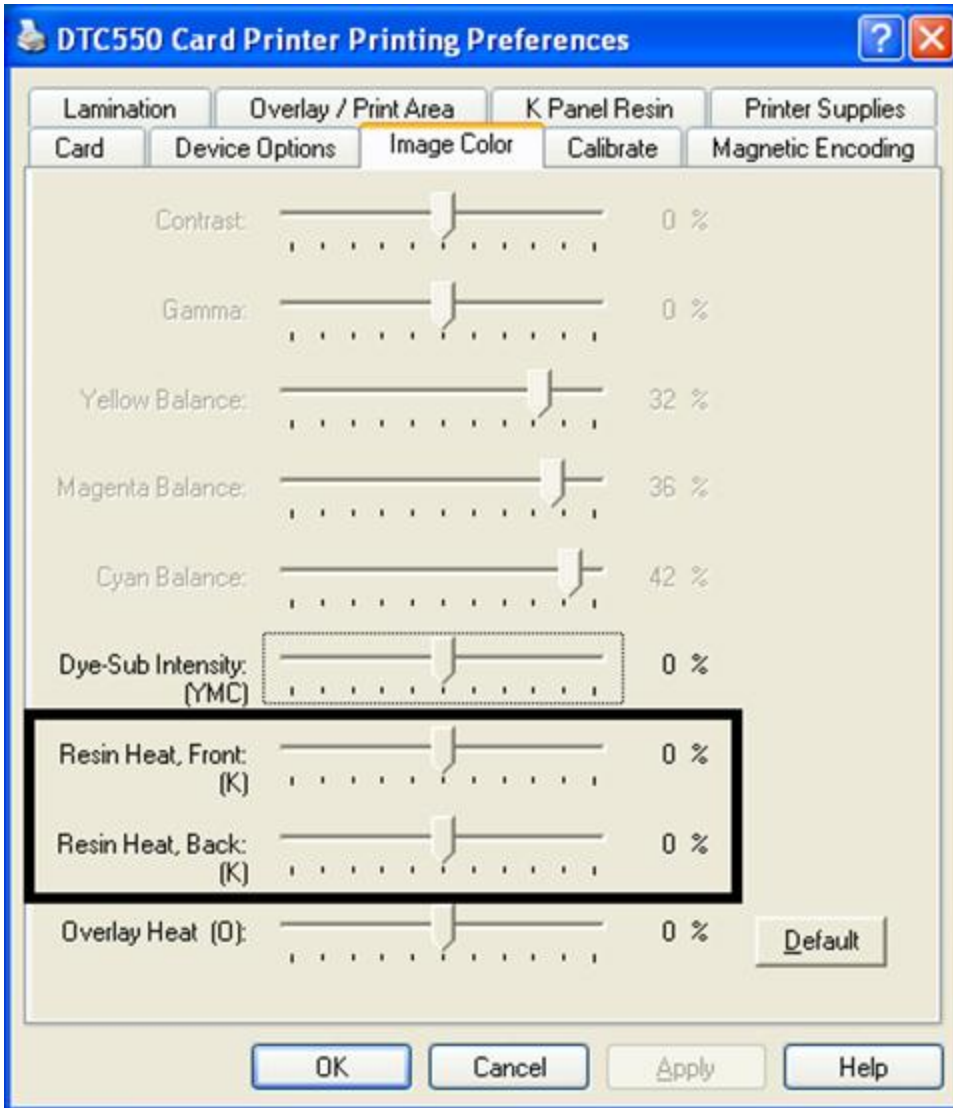 DTC550 Card Printer Printing Preferences
Lamination Overlay / Print Area K Panel Resin Printer Supplies
Card Device Options Image Color Calibrate Magnetic Encoding
Contrast: 0 %
Gamma: 0 %
Yellow Balance: 32 %
Magenta Balance: 36 %
Cyan Balance: 42 %
Dye-Sub Intensity: 0 %
(YMC)
Resin Heat, Front: 0 %
(K)
Resin Heat, Back: 0 %
(K)
Overlay Heat (O): 0 %
Default
OK Cancel Apply Help